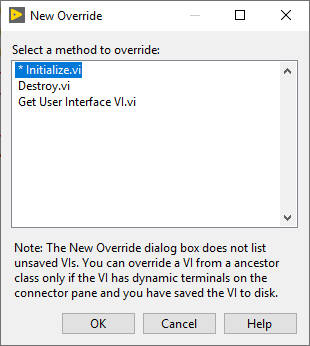 New Override
Select a method to override:
* Initialize.vi
Destroy.vi
Get User Interface VI.vi
Note: The New Override dialog box does not list
unsaved VIs. You can override a VI from a ancestor
class only if the VI has dynamic terminals on the
connector pane and you have saved the VI to disk.
OK
Cancel
Help